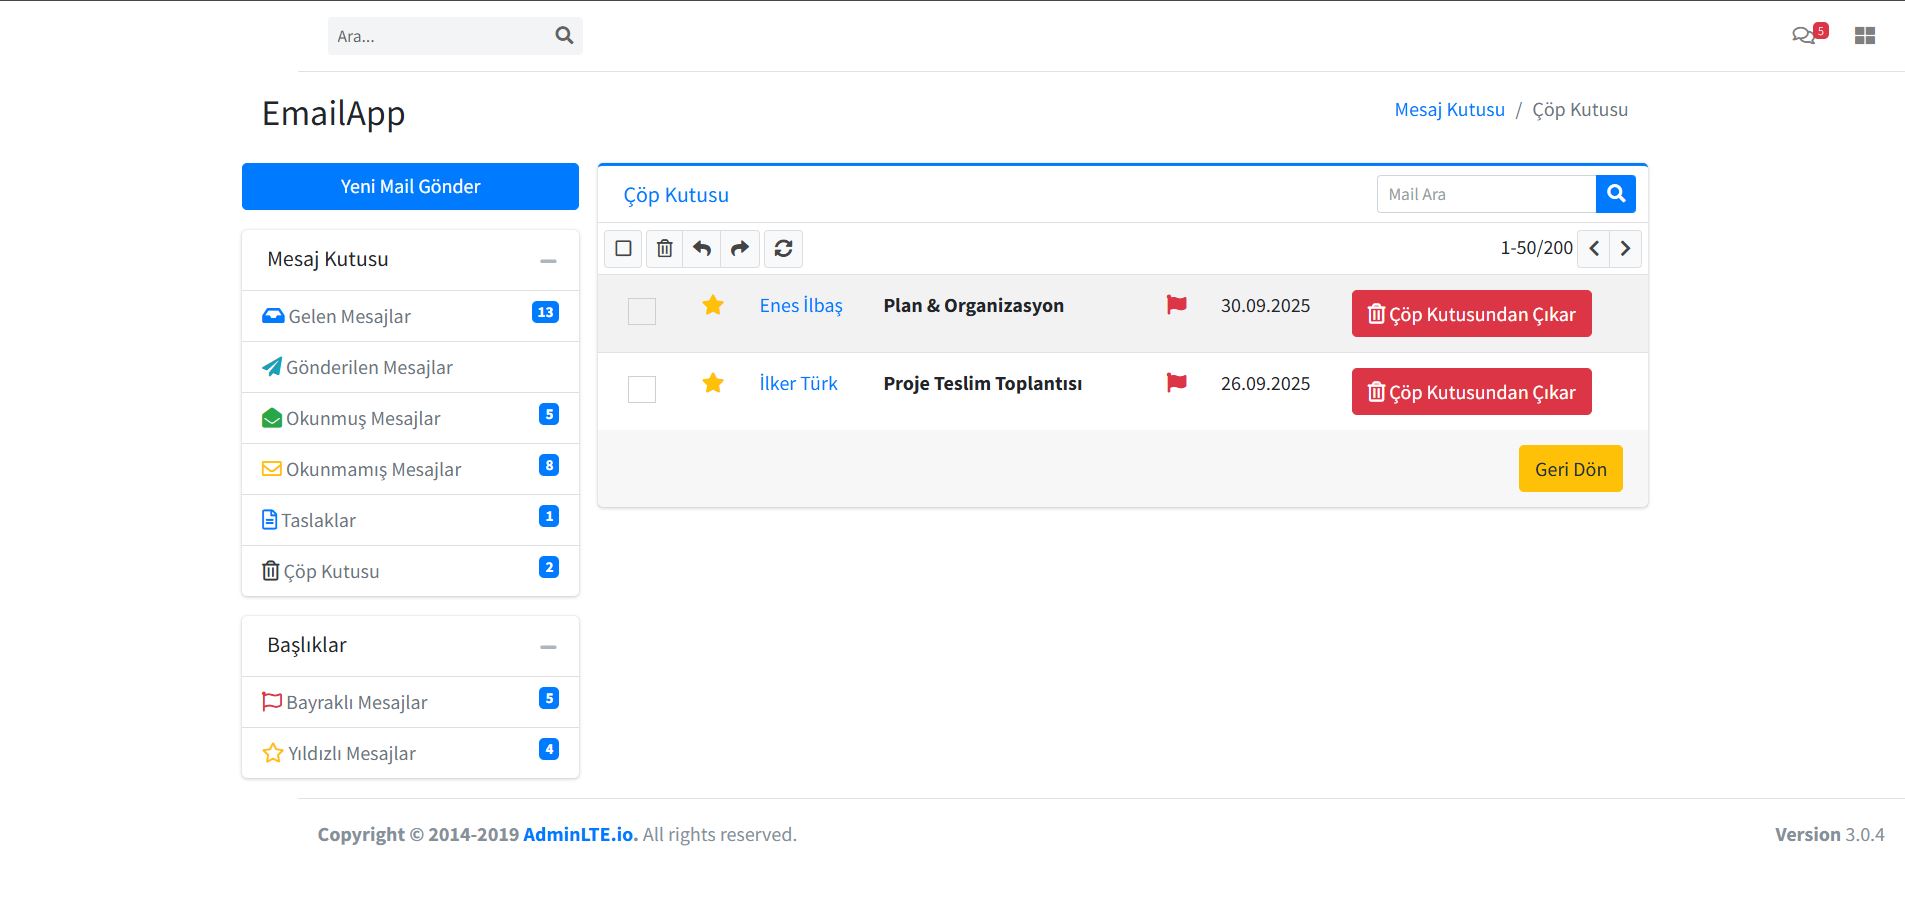 Ara...
5
EmailApp
Mesaj Kutusu / Çöp Kutusu
Yeni Mail Gönder
Mesaj Kutusu
Gelen Mesajlar 13
Gönderilen Mesajlar
Okunmuş Mesajlar 5
Okunmamış Mesajlar 8
Taslaklar 1
Çöp Kutusu 2
Başlıklar
Bayraklı Mesajlar 5
Yıldızlı Mesajlar 4
Çöp Kutusu
Mail Ara
1-50/200
Enes İlbaş Plan & Organizasyon 30.09.2025 Çöp Kutusundan Çıkar
İlker Türk Proje Teslim Toplantısı 26.09.2025 Çöp Kutusundan Çıkar
Geri Dön
Copyright © 2014-2019 AdminLTE.io. All rights reserved.
Version 3.0.4